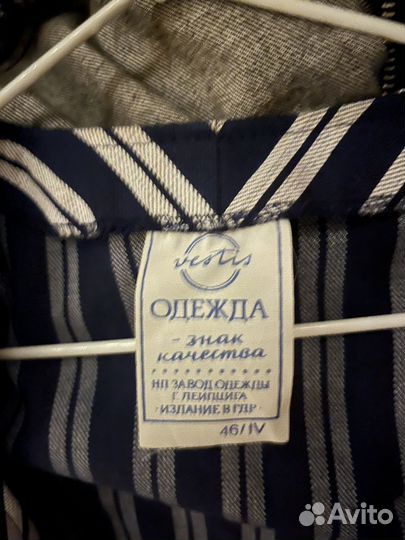 vestis
ОДЕЖДА
- знак
качества
НП ЗАВОД ОДЕЖДЫ
Г. ЛЕЙПЦИГА
· ИЗДАНИЕ В ГДР ·
46/IV
Avito